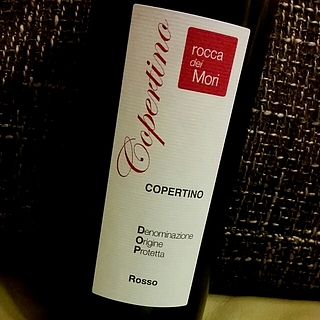 Copertino
rocca
dei
Mori
COPERTINO
Denominazione
Origine
Protetta
Rosso